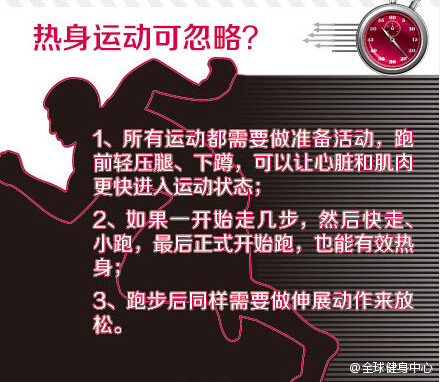 热身运动可忽略?
1、所有运动都需要做准备活动，跑
前轻压腿、下蹲，可以让心脏和肌肉
更快进入运动状态；
2、如果一开始走几步，然后快走、
小跑，最后正式开始跑，也能有效热
身；
3、跑步后同样需要做伸展动作来放
松。
@全球健身中心